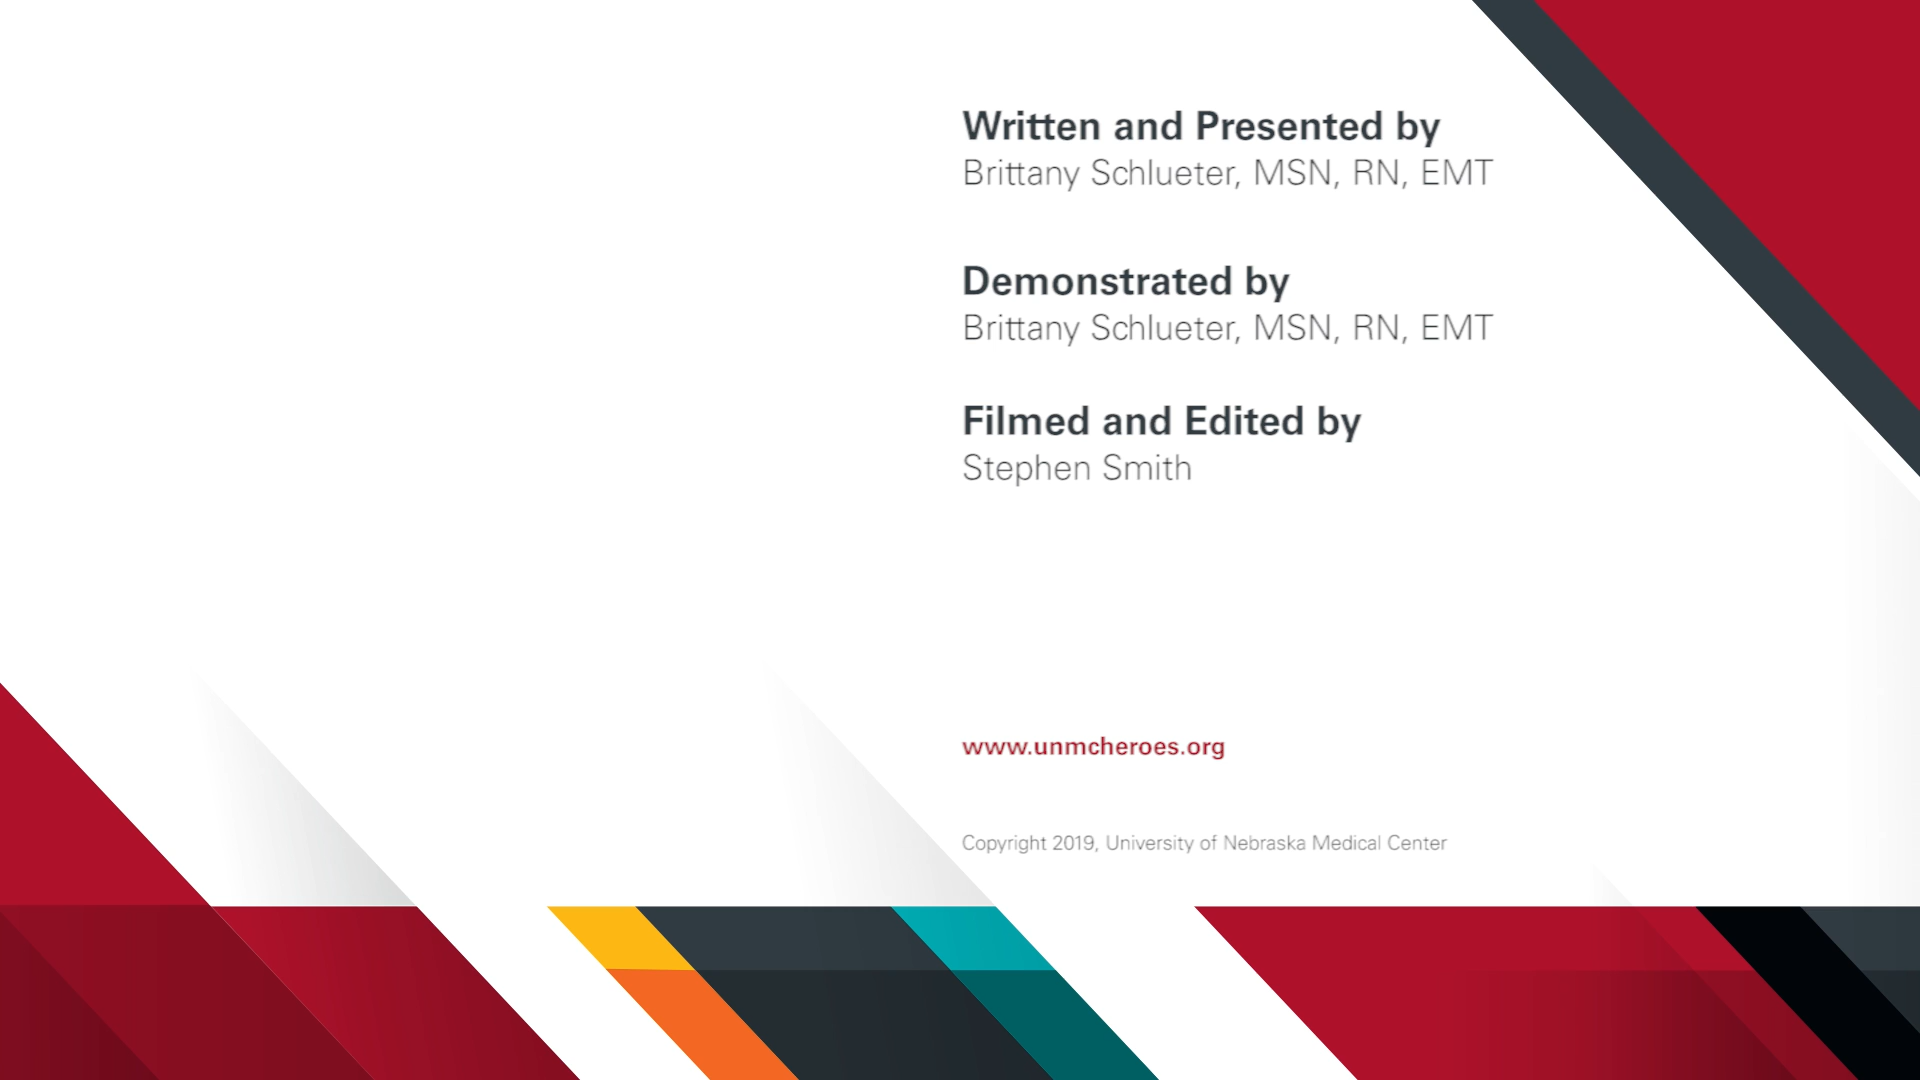 Written and Presented by
Brittany Schlueter, MSN, RN, EMT
Demonstrated by
Brittany Schlueter, MSN, RN, EMT
Filmed and Edited by
Stephen Smith
www.unmcheroes.org
Copyright 2019, University of Nebraska Medical Center